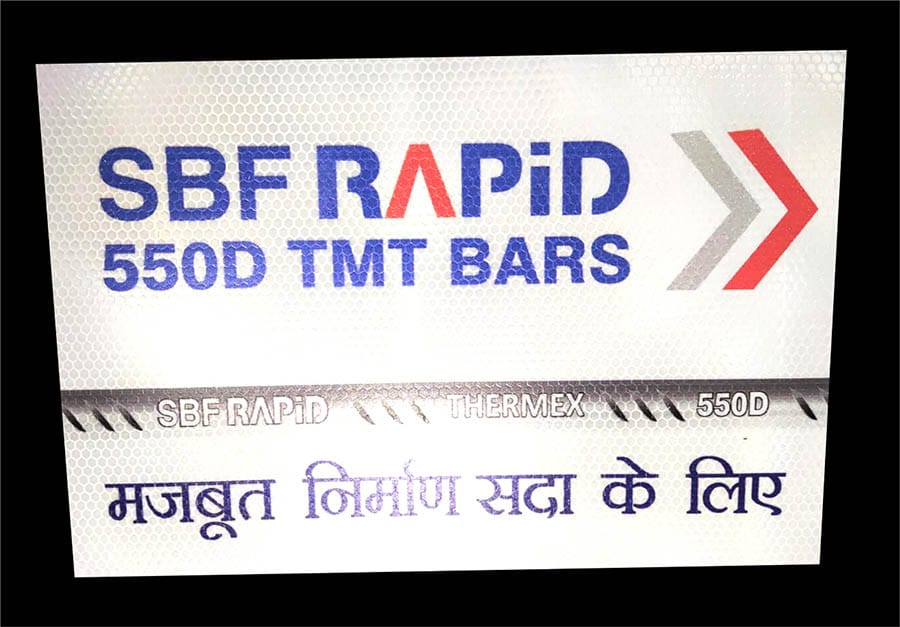 SBF RAPiD
550D TMT BARS
SBF RAPiD THERMEX 550D
मजबूत निर्माण सदा के लिए